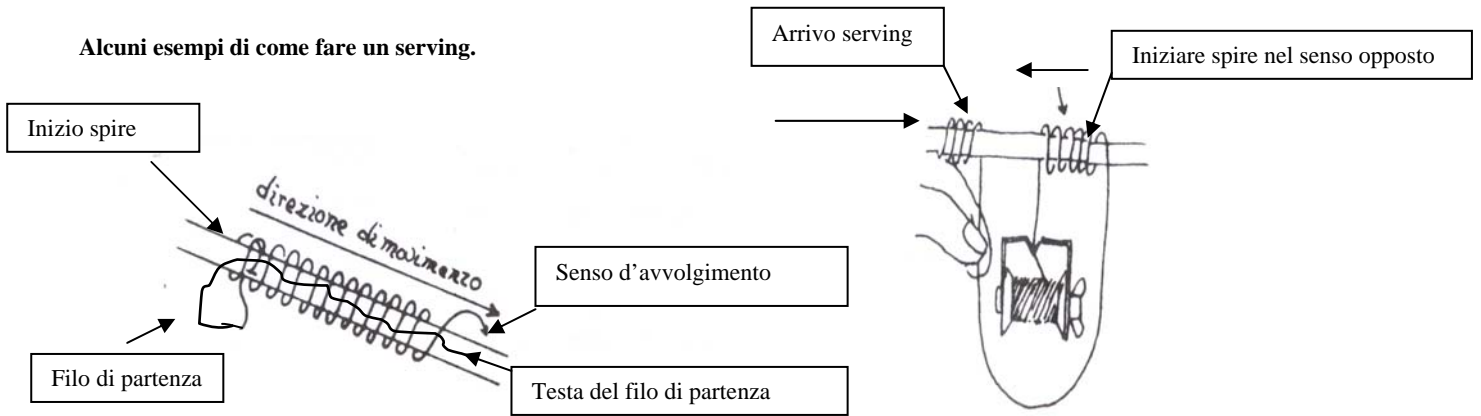 Alcuni esempi di come fare un serving.
Arrivo serving
Iniziare spire nel senso opposto
Inizio spire
direzione di movimento
Senso d'avvolgimento
Filo di partenza
Testa del filo di partenza